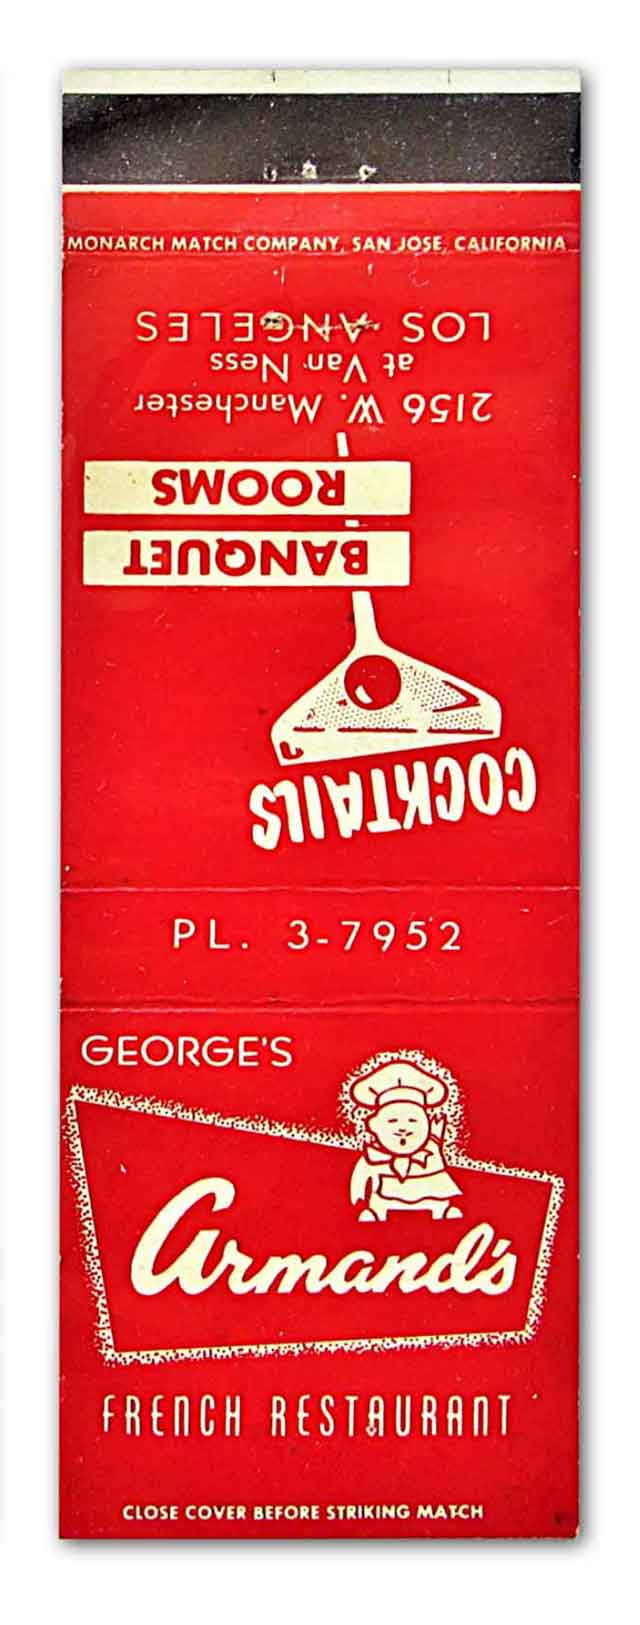 MONARCH MATCH COMPANY, SAN JOSE, CALIFORNIA
COCKTAILS
BANQUET
ROOMS
2156 W. Manchester
at Van Ness
LOS ANGELES
PL. 3-7952
GEORGE'S
Armand's
FRENCH RESTAURANT
CLOSE COVER BEFORE STRIKING MATCH